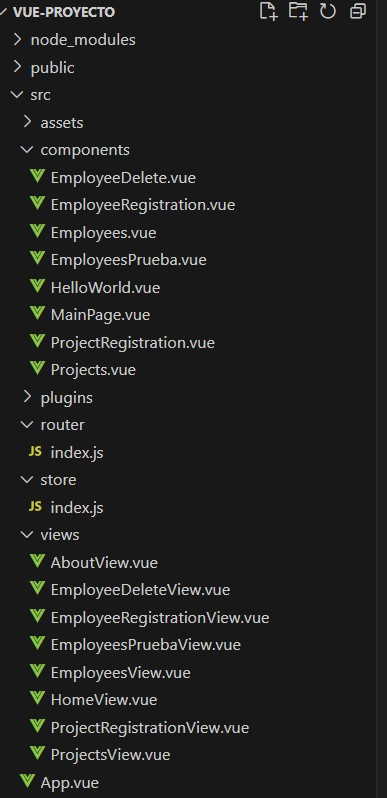 VUE-PROYECTO
node_modules
public
src
assets
components
EmployeeDelete.vue
EmployeeRegistration.vue
Employees.vue
EmployeesPrueba.vue
HelloWorld.vue
MainPage.vue
ProjectRegistration.vue
Projects.vue
plugins
router
JS index.js
store
JS index.js
views
AboutView.vue
EmployeeDeleteView.vue
EmployeeRegistrationView.vue
EmployeesPruebaView.vue
EmployeesView.vue
HomeView.vue
ProjectRegistrationView.vue
ProjectsView.vue
App.vue